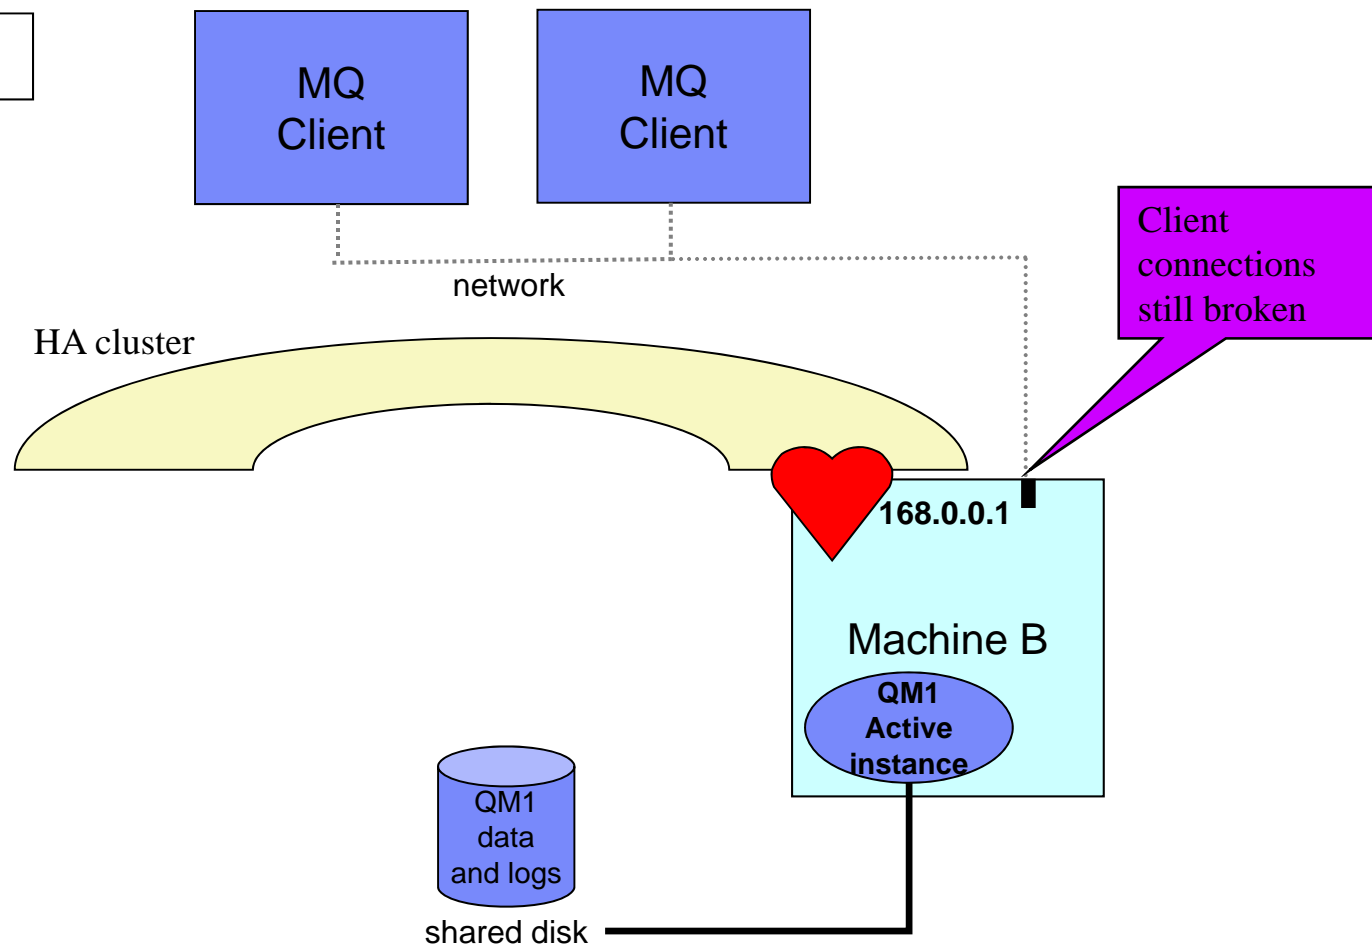 MQ
Client
MQ
Client
Client
connections
still broken
network
HA cluster
168.0.0.1
Machine B
QM1
Active
instance
QM1
data
and logs
shared disk